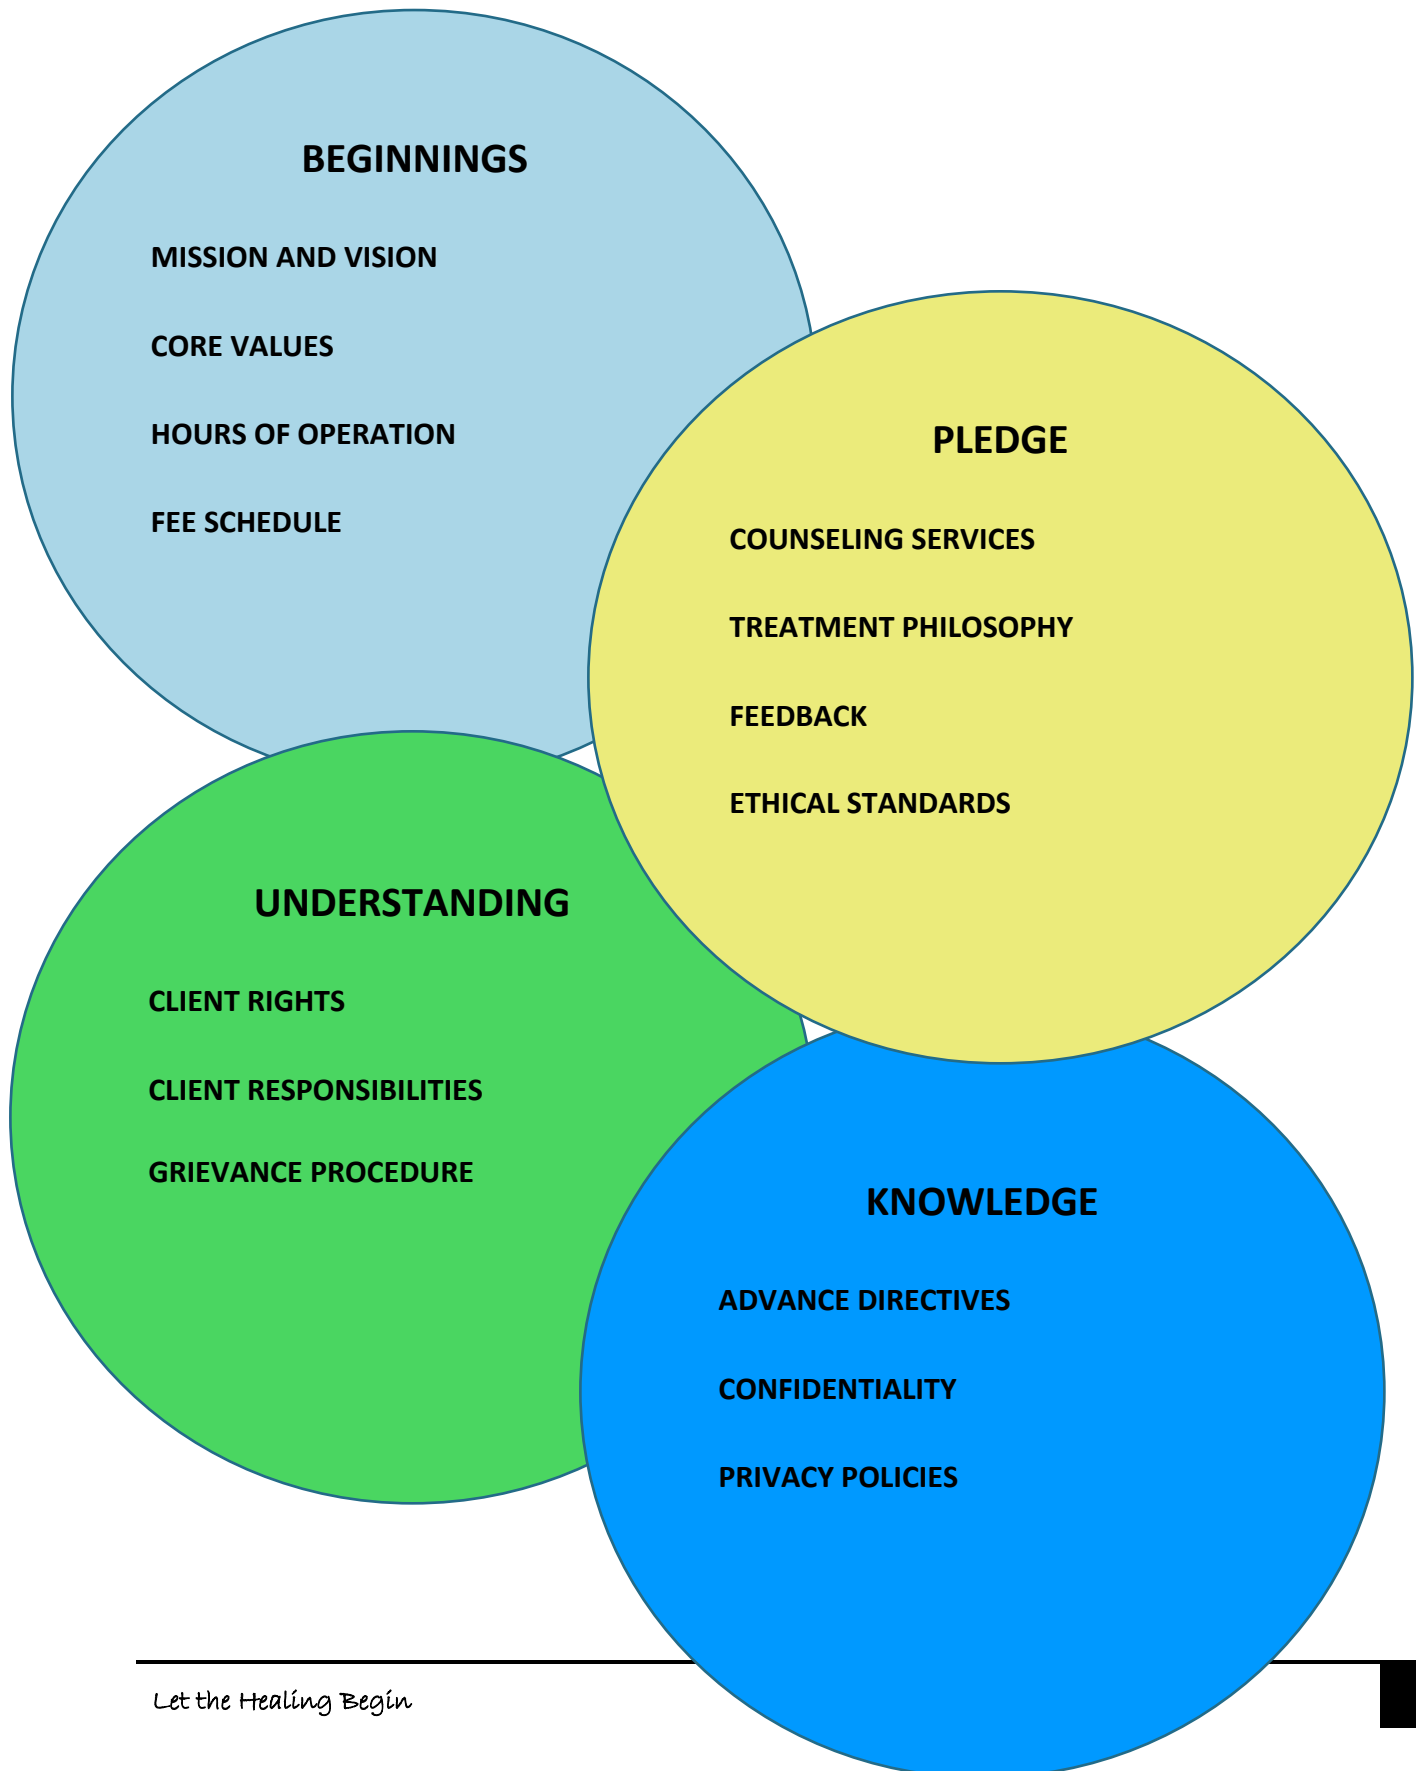 BEGINNINGS
MISSION AND VISION
CORE VALUES
HOURS OF OPERATION
FEE SCHEDULE
PLEDGE
COUNSELING SERVICES
TREATMENT PHILOSOPHY
FEEDBACK
ETHICAL STANDARDS
UNDERSTANDING
CLIENT RIGHTS
CLIENT RESPONSIBILITIES
GRIEVANCE PROCEDURE
KNOWLEDGE
ADVANCE DIRECTIVES
CONFIDENTIALITY
PRIVACY POLICIES
Let the Healing Begin